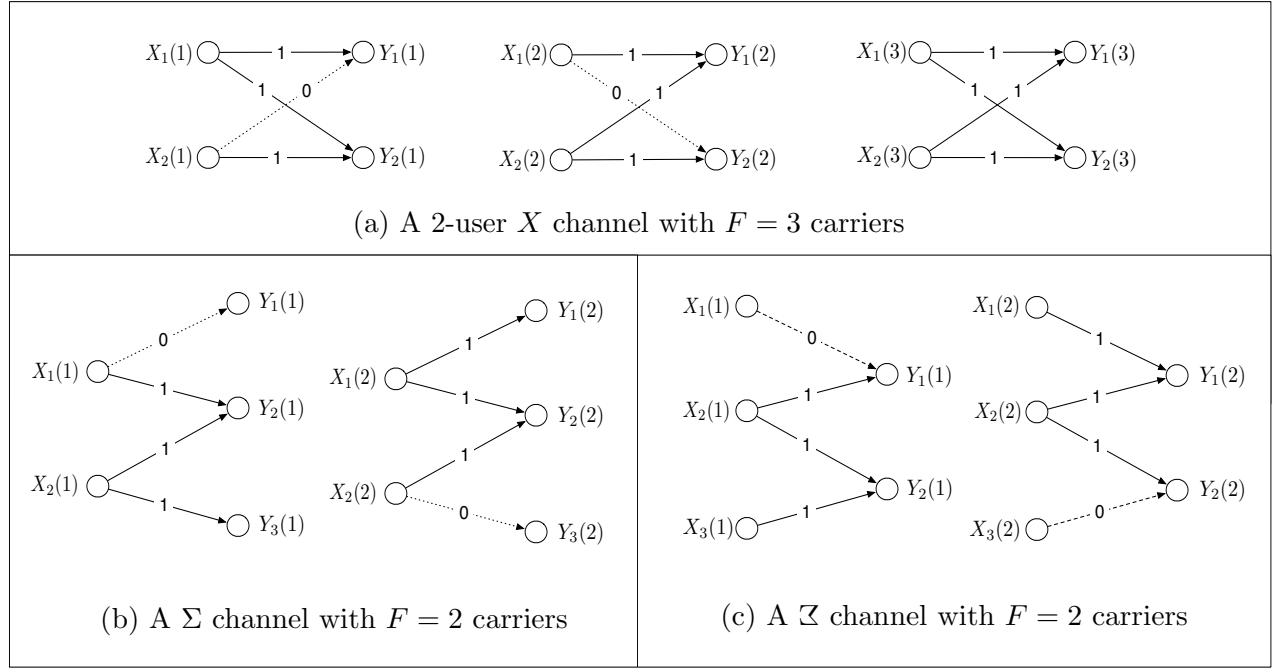 X₁(1) 1 Y₁(1) X₁(2) 1 Y₁(2) X₁(3) 1 Y₁(3)
1 0 0 1 1 1
X₂(1) 1 Y₂(1) X₂(2) 1 Y₂(2) X₂(3) 1 Y₂(3)
(a) A 2-user X channel with F = 3 carriers
Y₁(1) Y₁(2)
0 1
X₁(1) X₁(2)
1 1
Y₂(1) Y₂(2)
1 1
X₂(1) X₂(2)
1 0
Y₃(1) Y₃(2)
(b) A Σ channel with F = 2 carriers
X₁(1) X₁(2)
0 1
Y₁(1) Y₁(2)
1 1
X₂(1) X₂(2)
1 1
Y₂(1) Y₂(2)
1 0
X₃(1) X₃(2)
(c) A Ʃ channel with F = 2 carriers